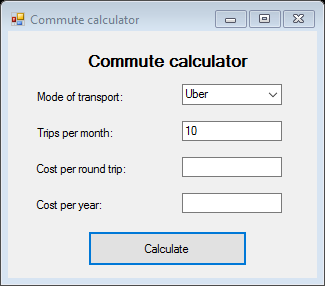 Commute calculator
Commute calculator
Mode of transport: Uber
Trips per month: 10
Cost per round trip:
Cost per year:
Calculate